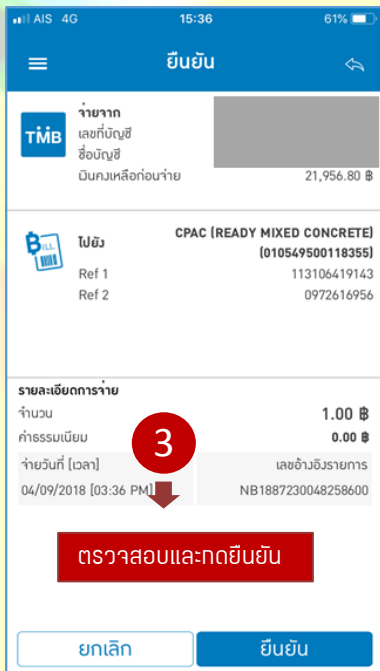 AIS 4G 15:36 61%
ยืนยัน
TMB
จ่ายจาก
เลขที่บัญชี
ชื่อบัญชี
เงินคงเหลือก่อนจ่าย 21,956.80 ฿
BILL
ไปยัง CPAC (READY MIXED CONCRETE)
(010549500118355)
Ref 1 113106419143
Ref 2 0972616956
รายละเอียดการจ่าย
จำนวน 1.00 ฿
ค่าธรรมเนียม 0.00 ฿
3
จ่ายวันที่ [เวลา] เลขอ้างอิงรายการ
04/09/2018 [03:36 PM] NB1887230048258600
ตรวจสอบและกดยืนยัน
ยกเลิก ยืนยัน